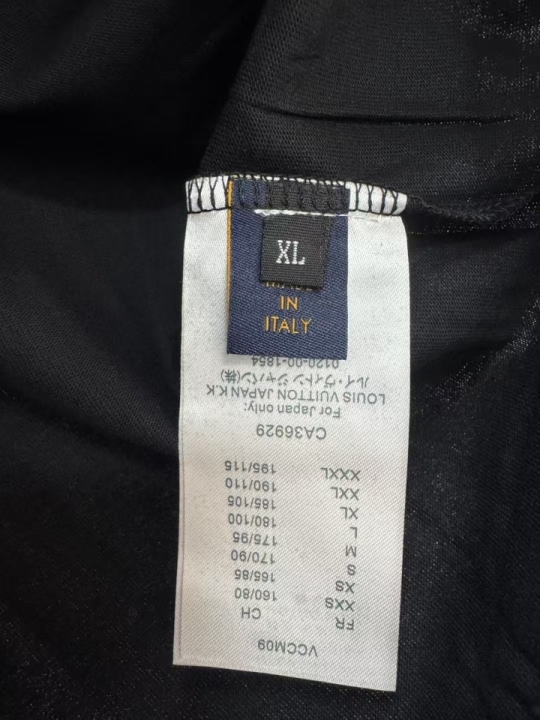 XL
IN
ITALY
VCCM09
FR CH
XXS 160/80
XS 165/85
S 170/90
M 175/95
L 180/100
XL 185/105
XXL 190/110
XXXL 195/115
CA36929
For Japan only:
LOUIS VUITTON JAPAN K.K
ルイ・ヴィトンジャパン(株)
0120-00-1854